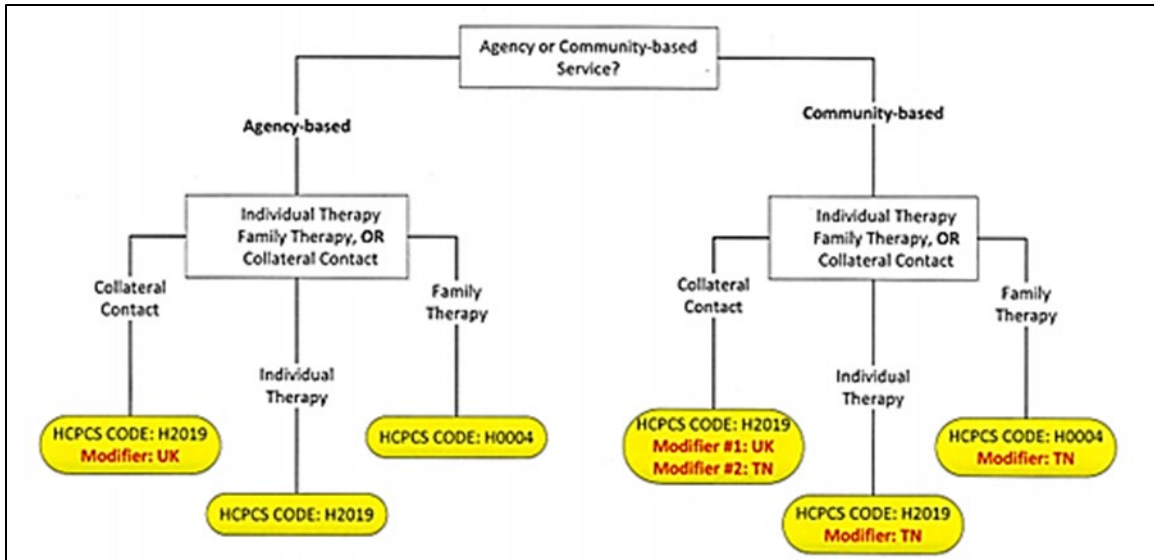 Agency or Community-based
Service?
Agency-based
Community-based
Individual Therapy
Family Therapy, OR
Collateral Contact
Individual Therapy
Family Therapy, OR
Collateral Contact
Collateral
Contact
Individual
Therapy
Family
Therapy
Collateral
Contact
Individual
Therapy
Family
Therapy
HCPCS CODE: H2019
Modifier: UK
HCPCS CODE: H2019
HCPCS CODE: H0004
HCPCS CODE: H2019
Modifier #1: UK
Modifier #2: TN
HCPCS CODE: H2019
Modifier: TN
HCPCS CODE: H0004
Modifier: TN